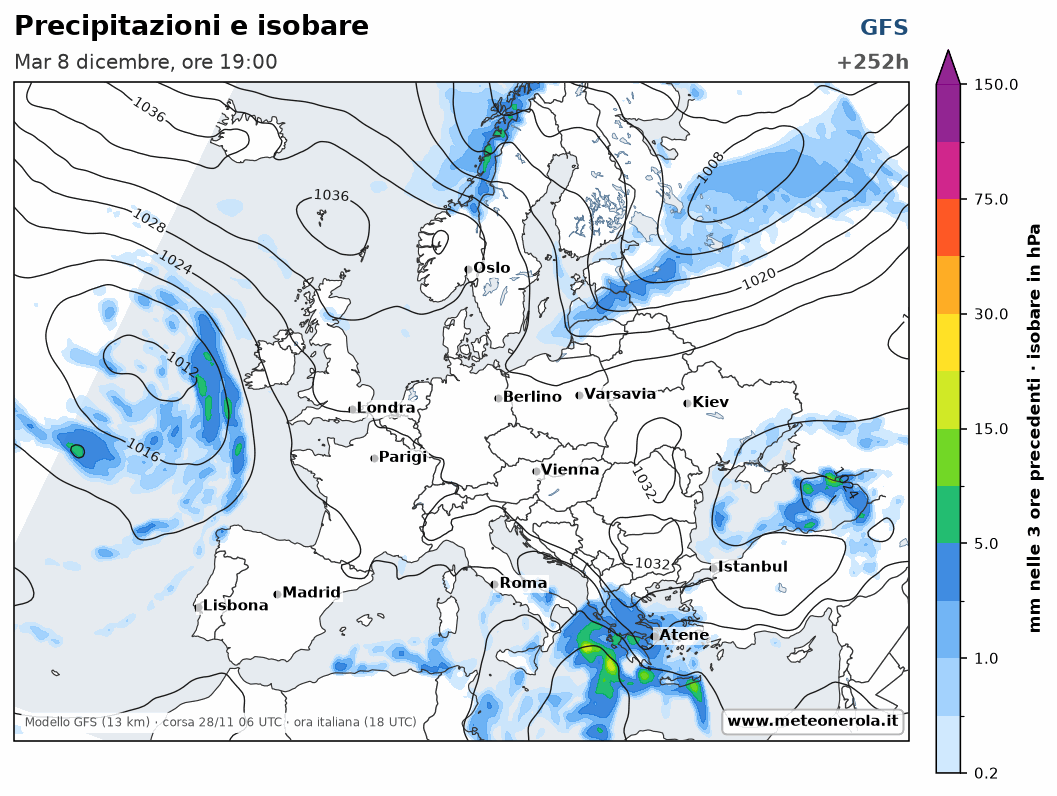 Precipitazioni e isobare
GFS
Mar 8 dicembre, ore 19:00
+252h
150.0
75.0
30.0
15.0
5.0
1.0
0.2
mm nelle 3 ore precedenti · isobare in hPa
1036
1036
1008
1028
1024
1020
1012
1016
1032
1024
1032
Oslo
Londra
Berlino
Varsavia
Kiev
Parigi
Vienna
Istanbul
Roma
Madrid
Lisbona
Atene
Modello GFS (13 km) · corsa 28/11 06 UTC · ora italiana (18 UTC)
www.meteonerola.it